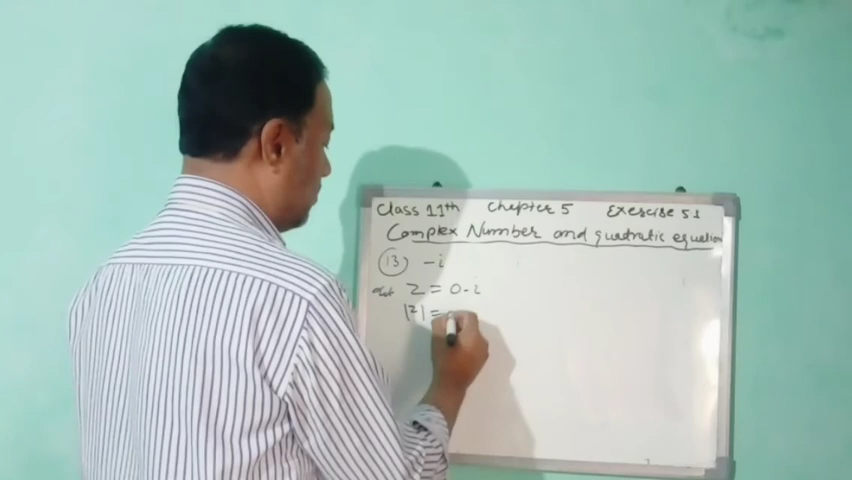 Class 11th Chapter 5 Exercise 5.1
Complex Number and quadratic equation
(13) -i
Let Z = 0-i
|Z| =